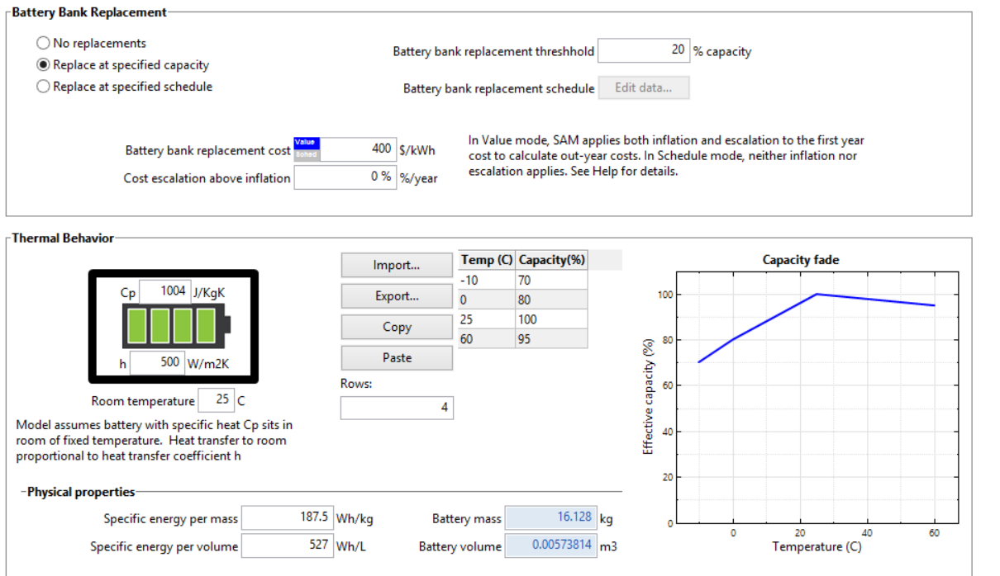 Battery Bank Replacement
No replacements
Replace at specified capacity
Replace at specified schedule
Battery bank replacement threshhold 20 % capacity
Battery bank replacement schedule Edit data...
Battery bank replacement cost Value Sched 400 $/kWh
Cost escalation above inflation 0 % %/year
In Value mode, SAM applies both inflation and escalation to the first year
cost to calculate out-year costs. In Schedule mode, neither inflation nor
escalation applies. See Help for details.
Thermal Behavior
Cp 1004 J/KgK
h 500 W/m2K
Room temperature 25 C
Model assumes battery with specific heat Cp sits in
room of fixed temperature. Heat transfer to room
proportional to heat transfer coefficient h
Import...
Export...
Copy
Paste
Rows:
4
Temp (C) Capacity(%)
-10 70
0 80
25 100
60 95
Capacity fade
Effective capacity (%)
100
80
60
40
20
0
0 20 40 60
Temperature (C)
Physical properties
Specific energy per mass 187.5 Wh/kg
Specific energy per volume 527 Wh/L
Battery mass 16.128 kg
Battery volume 0.00573814 m3